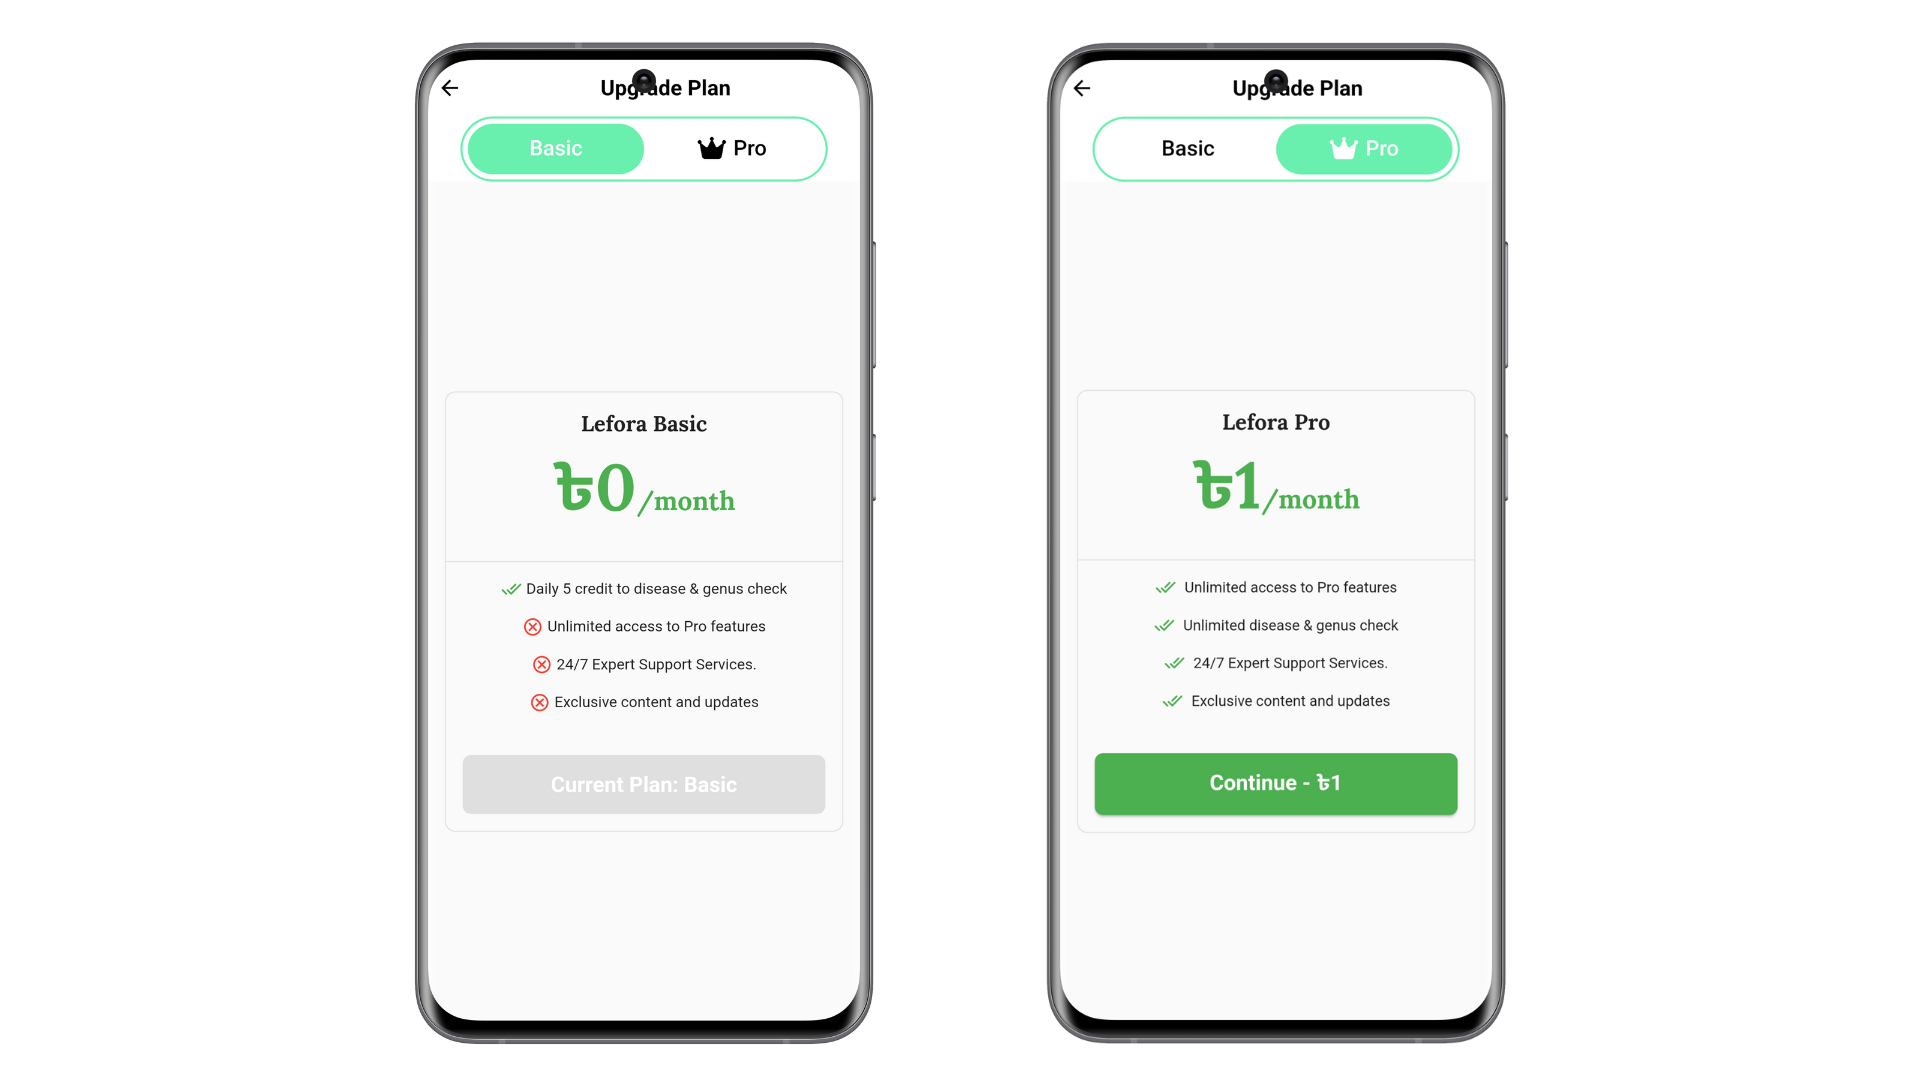 Upgrade Plan
Basic
Pro
Lefora Basic
৳0/month
Daily 5 credit to disease & genus check
Unlimited access to Pro features
24/7 Expert Support Services.
Exclusive content and updates
Current Plan: Basic
Upgrade Plan
Basic
Pro
Lefora Pro
৳1/month
Unlimited access to Pro features
Unlimited disease & genus check
24/7 Expert Support Services.
Exclusive content and updates
Continue - ৳1